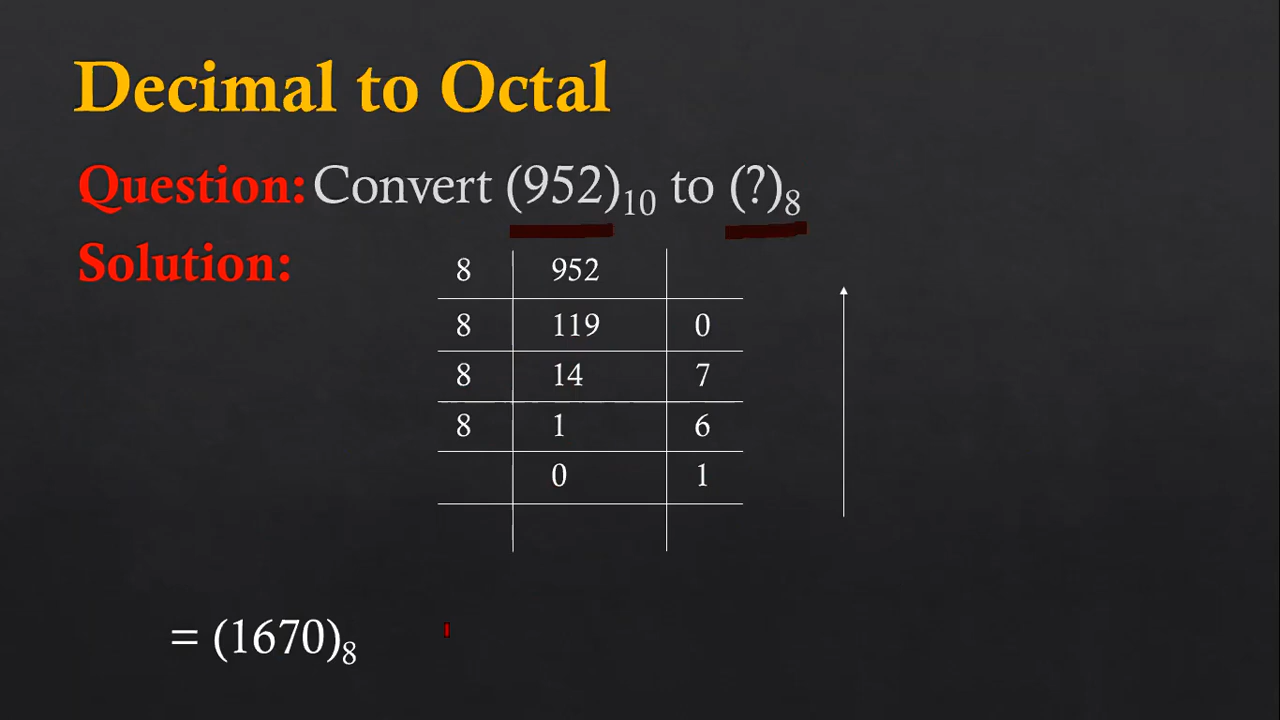 Decimal to Octal
Question: Convert (952)₁₀ to (?)₈
Solution:
8 952
8 119 0
8 14 7
8 1 6
0 1
= (1670)₈